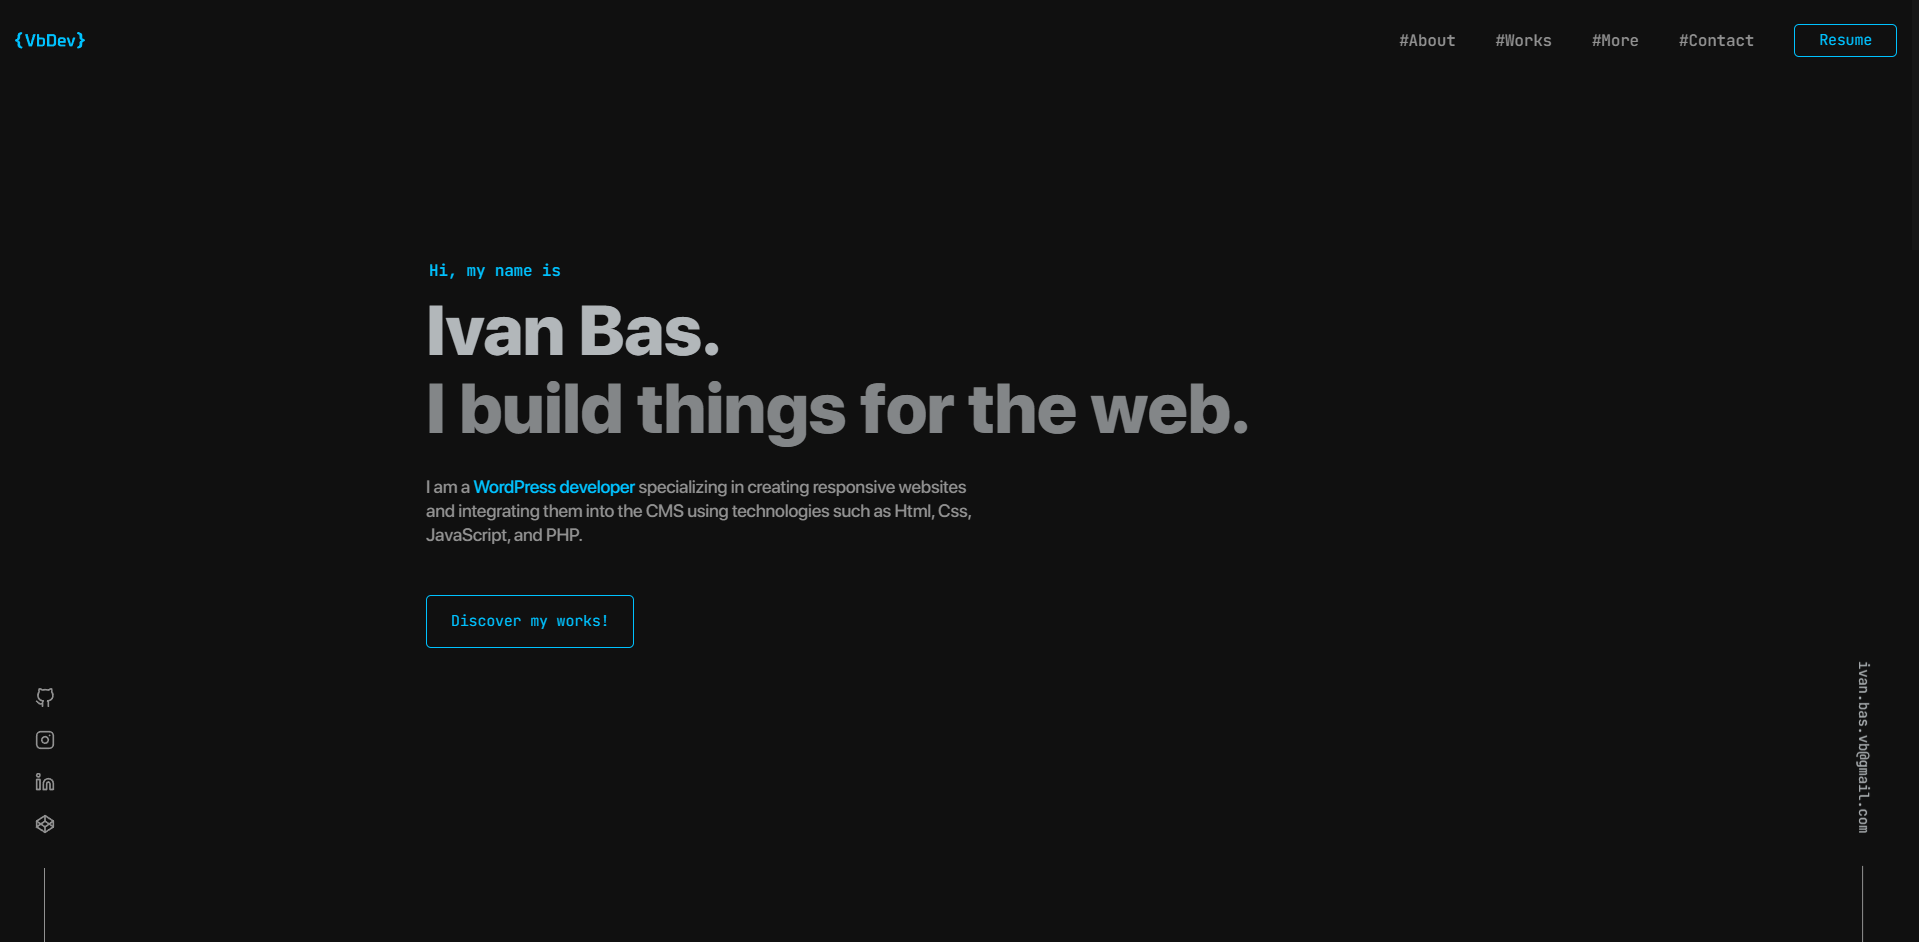 {VbDev}
#About
#Works
#More
#Contact
Resume
Hi, my name is
Ivan Bas.
I build things for the web.
I am a WordPress developer specializing in creating responsive websites
and integrating them into the CMS using technologies such as Html, Css,
JavaScript, and PHP.
Discover my works!
ivan.bas.vb@gmail.com